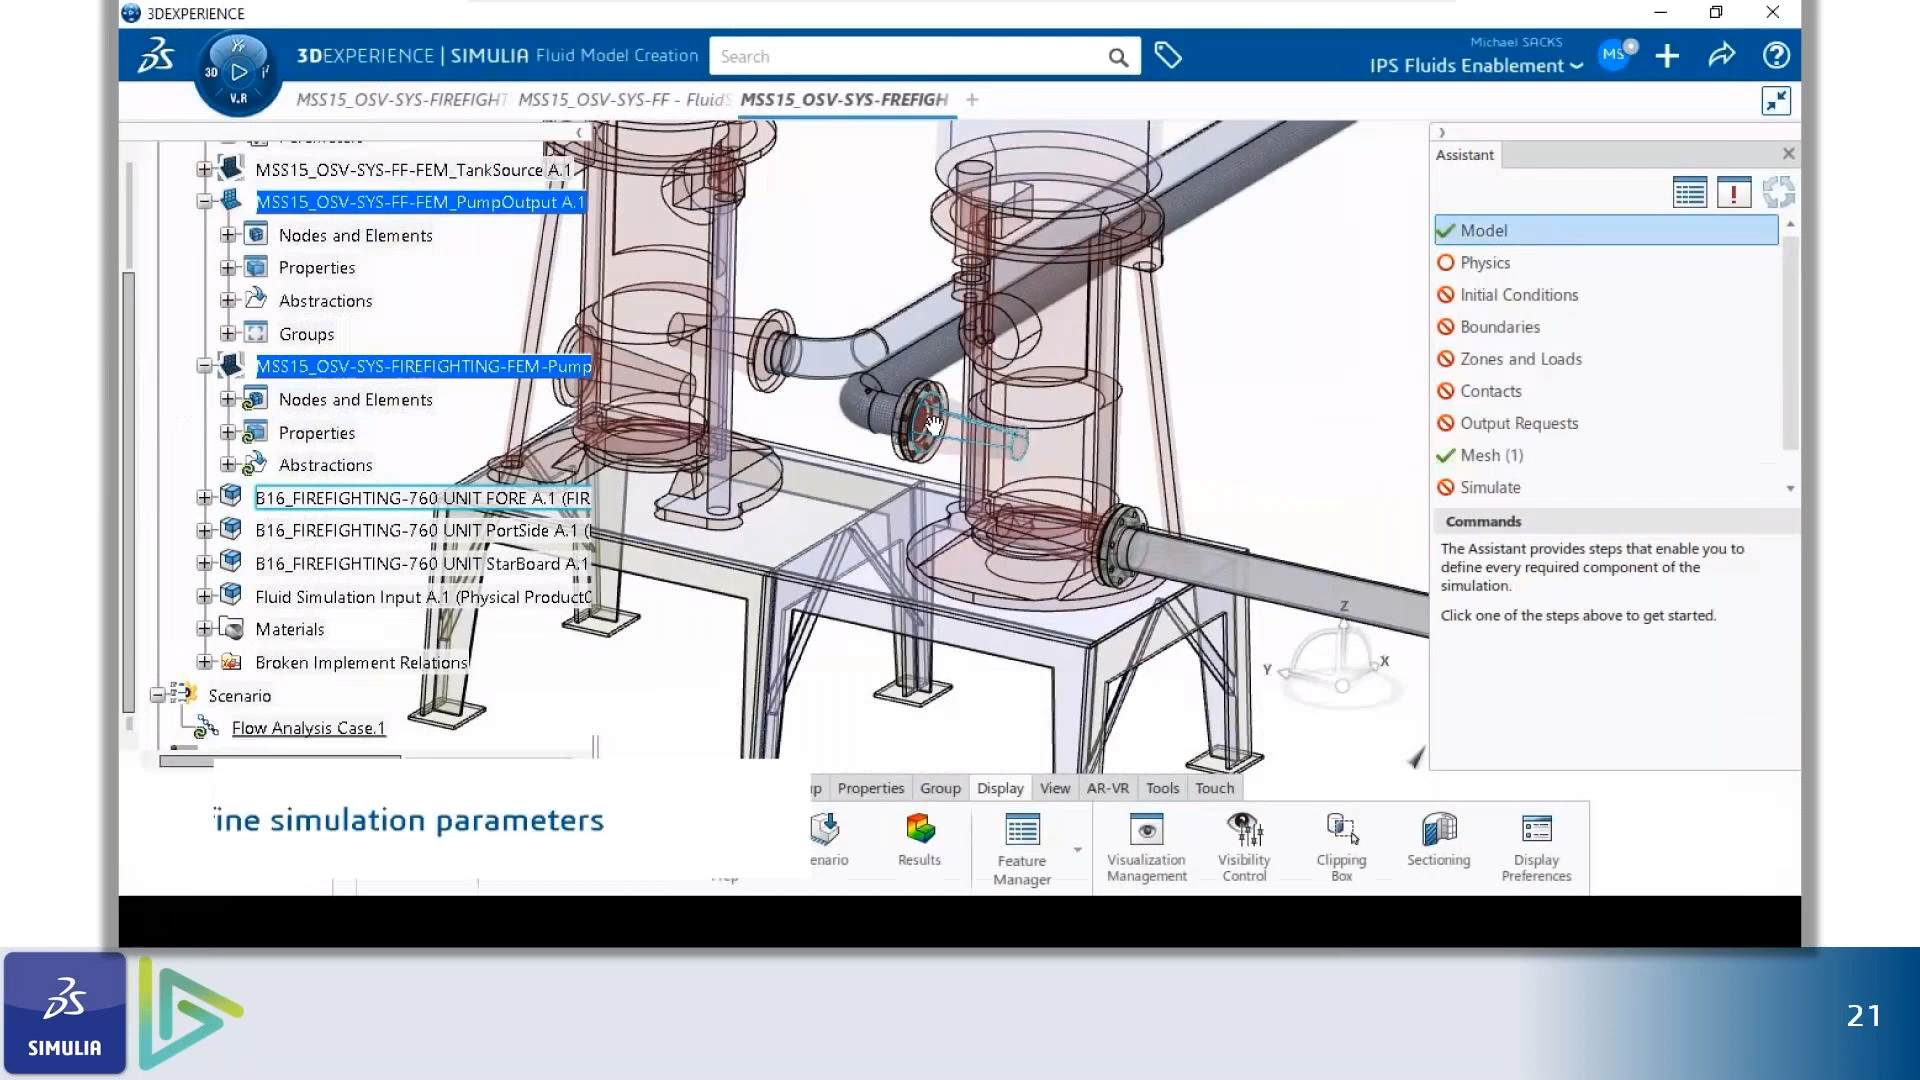 3DEXPERIENCE
3DEXPERIENCE | SIMULIA Fluid Model Creation
Search
Michael SACKS
IPS Fluids Enablement
MS
3D
V.R
MSS15_OSV-SYS-FIREFIGHT
MSS15_OSV-SYS-FF - FluidS
MSS15_OSV-SYS-FREFIGH
MSS15_OSV-SYS-FF-FEM_TankSource A.1
MSS15_OSV-SYS-FF-FEM_PumpOutput A.1
Nodes and Elements
Properties
Abstractions
Groups
MSS15_OSV-SYS-FIREFIGHTING-FEM-Pump
Nodes and Elements
Properties
Abstractions
B16_FIREFIGHTING-760 UNIT FORE A.1 (FIR
B16_FIREFIGHTING-760 UNIT PortSide A.1 (
B16_FIREFIGHTING-760 UNIT StarBoard A.1
Fluid Simulation Input A.1 (Physical Product
Materials
Broken Implement Relations
Scenario
Flow Analysis Case.1
Z
Y
X
Assistant
Model
Physics
Initial Conditions
Boundaries
Zones and Loads
Contacts
Output Requests
Mesh (1)
Simulate
Commands
The Assistant provides steps that enable you to
define every required component of the
simulation.
Click one of the steps above to get started.
ine simulation parameters
up
Properties
Group
Display
View
AR-VR
Tools
Touch
enario
Results
Feature
Manager
Visualization
Management
Visibility
Control
Clipping
Box
Sectioning
Display
Preferences
SIMULIA
21